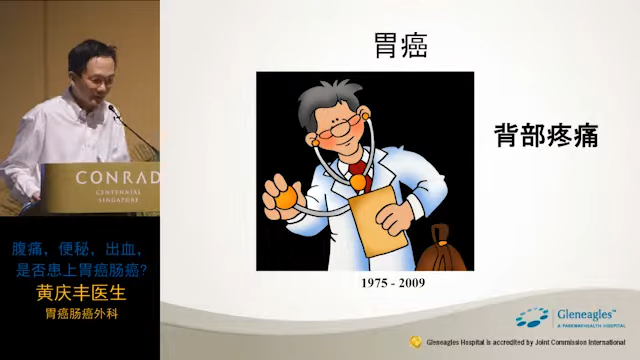 胃癌
背部疼痛
1975 - 2009
CONRAD
CENTENNIAL
SINGAPORE
腹痛，便秘，出血，
是否患上胃癌肠癌?
黄庆丰医生
胃癌肠癌外科
Gleneagles™
A PARKWAYHEALTH HOSPITAL
Gleneagles Hospital is accredited by Joint Commission International